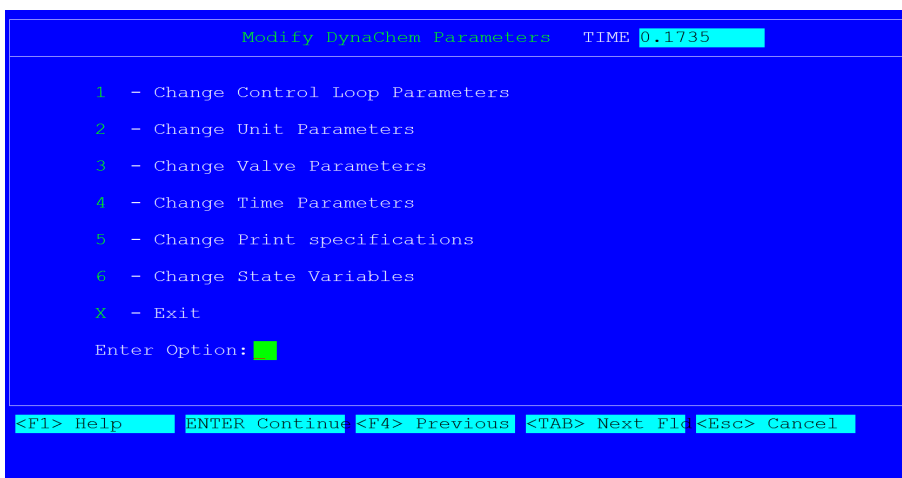 Modify DynaChem Parameters TIME 0.1735
1 - Change Control Loop Parameters
2 - Change Unit Parameters
3 - Change Valve Parameters
4 - Change Time Parameters
5 - Change Print specifications
6 - Change State Variables
X - Exit
Enter Option:
<F1> Help ENTER Continue <F4> Previous <TAB> Next Fld <Esc> Cancel